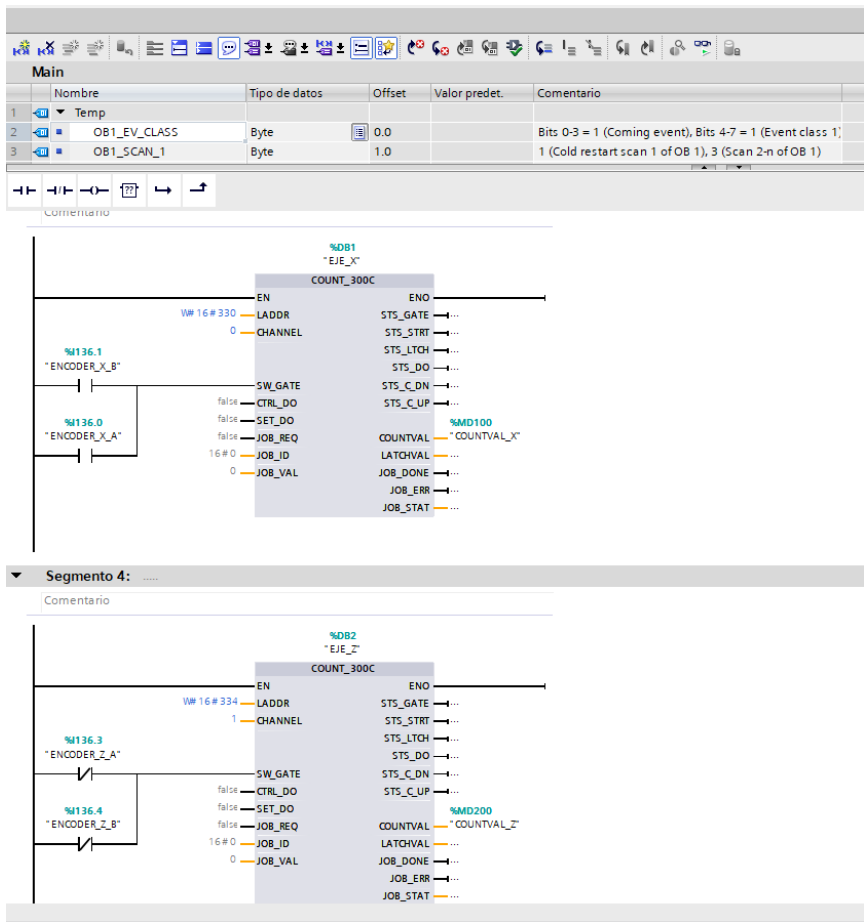 Main
Nombre Tipo de datos Offset Valor predet. Comentario
1 Temp
2 OB1_EV_CLASS Byte 0.0 Bits 0-3 = 1 (Coming event), Bits 4-7 = 1 (Event class 1)
3 OB1_SCAN_1 Byte 1.0 1 (Cold restart scan 1 of OB 1), 3 (Scan 2-n of OB 1)
??
Comentario
%DB1
"EJE_X"
COUNT_300C
EN ENO
W#16#330 LADDR STS_GATE ...
0 CHANNEL STS_STRT ...
%I136.1 STS_LTCH ...
"ENCODER_X_B" STS_DO ...
SW_GATE STS_C_DN ...
false CTRL_DO STS_C_UP ...
%I136.0 false SET_DO %MD100
"ENCODER_X_A" false JOB_REQ COUNTVAL "COUNTVAL_X"
16#0 JOB_ID LATCHVAL ...
0 JOB_VAL JOB_DONE ...
JOB_ERR ...
JOB_STAT ...
Segmento 4: .....
Comentario
%DB2
"EJE_Z"
COUNT_300C
EN ENO
W#16#334 LADDR STS_GATE ...
1 CHANNEL STS_STRT ...
%I136.3 STS_LTCH ...
"ENCODER_Z_A" STS_DO ...
SW_GATE STS_C_DN ...
false CTRL_DO STS_C_UP ...
%I136.4 false SET_DO %MD200
"ENCODER_Z_B" false JOB_REQ COUNTVAL "COUNTVAL_Z"
16#0 JOB_ID LATCHVAL ...
0 JOB_VAL JOB_DONE ...
JOB_ERR ...
JOB_STAT ...